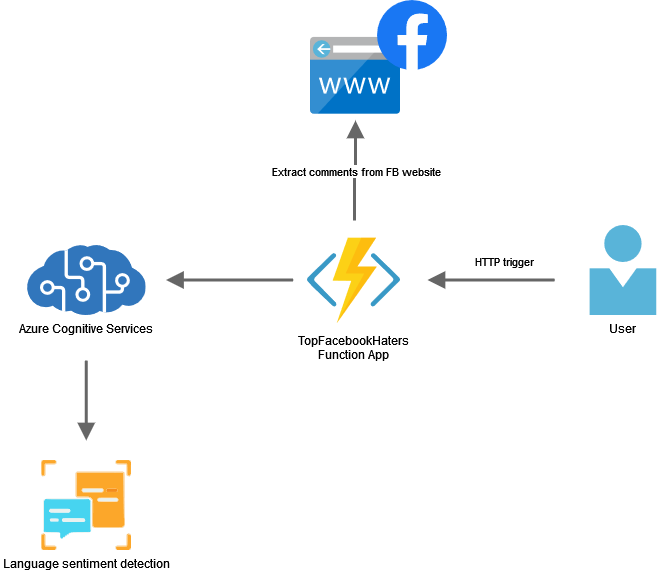 WWW
Extract comments from FB website
HTTP trigger
Azure Cognitive Services
TopFacebookHaters
Function App
User
Language sentiment detection